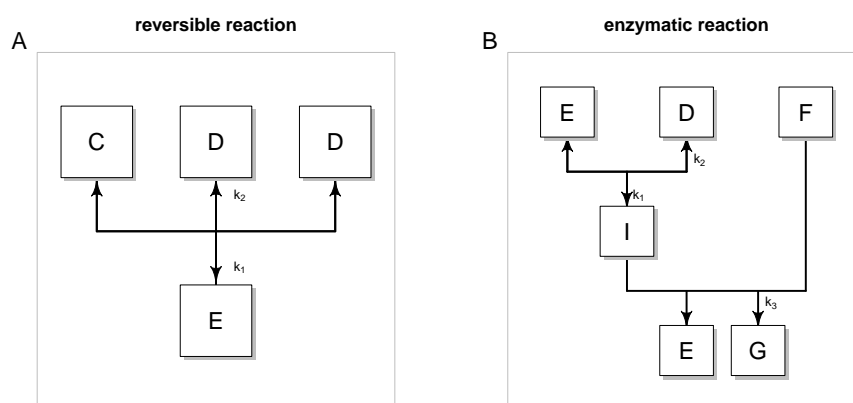 A
reversible reaction
C
D
D
k₂
k₁
E
B
enzymatic reaction
E
D
F
k₂
k₁
I
k₃
E
G